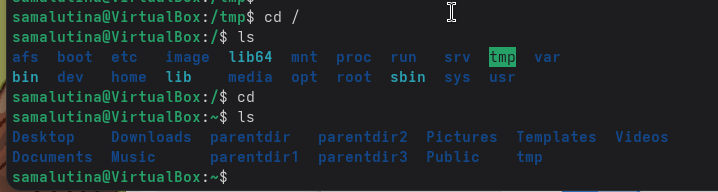 samalutina@VirtualBox:/tmp$ cd /
samalutina@VirtualBox:/$ ls
afs boot etc image lib64 mnt proc run srv tmp var
bin dev home lib media opt root sbin sys usr
samalutina@VirtualBox:/$ cd
samalutina@VirtualBox:~$ ls
Desktop Downloads parentdir parentdir2 Pictures Templates Videos
Documents Music parentdir1 parentdir3 Public tmp
samalutina@VirtualBox:~$